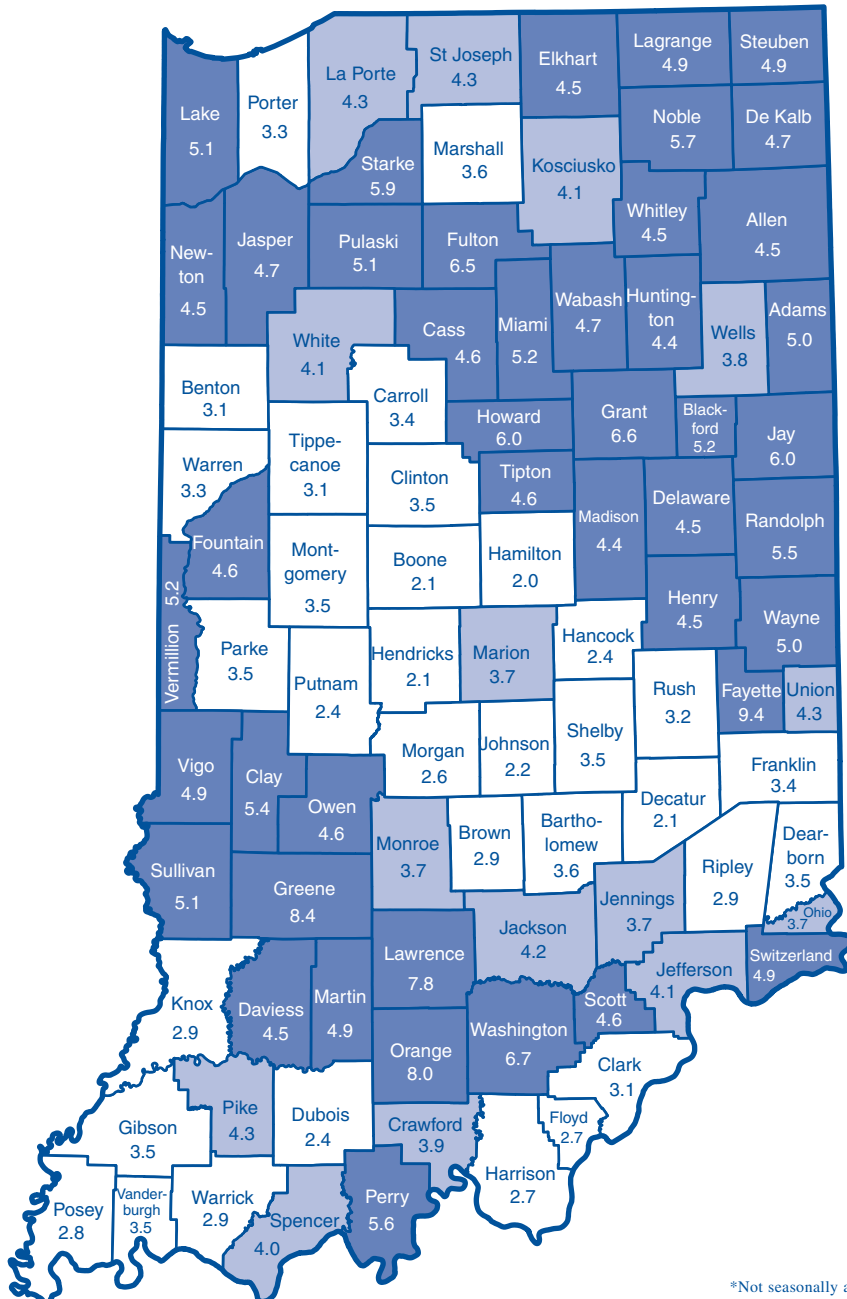 Lake
5.1
Porter
3.3
La Porte
4.3
St Joseph
4.3
Elkhart
4.5
Lagrange
4.9
Steuben
4.9
Noble
5.7
De Kalb
4.7
Starke
5.9
Marshall
3.6
Kosciusko
4.1
Whitley
4.5
Allen
4.5
New-
ton
4.5
Jasper
4.7
Pulaski
5.1
Fulton
6.5
White
4.1
Cass
4.6
Miami
5.2
Wabash
4.7
Hunting-
ton
4.4
Wells
3.8
Adams
5.0
Benton
3.1
Carroll
3.4
Howard
6.0
Grant
6.6
Black-
ford
5.2
Jay
6.0
Warren
3.3
Tippe-
canoe
3.1
Clinton
3.5
Tipton
4.6
Madison
4.4
Delaware
4.5
Randolph
5.5
Fountain
4.6
Mont-
gomery
3.5
Boone
2.1
Hamilton
2.0
Henry
4.5
Wayne
5.0
Vermillion 5.2
Parke
3.5
Putnam
2.4
Hendricks
2.1
Marion
3.7
Hancock
2.4
Rush
3.2
Fayette
9.4
Union
4.3
Vigo
4.9
Clay
5.4
Owen
4.6
Morgan
2.6
Johnson
2.2
Shelby
3.5
Franklin
3.4
Decatur
2.1
Sullivan
5.1
Greene
8.4
Monroe
3.7
Brown
2.9
Bartho-
lomew
3.6
Jennings
3.7
Ripley
2.9
Dear-
born
3.5
Ohio
3.7
Switzerland
4.9
Knox
2.9
Daviess
4.5
Martin
4.9
Lawrence
7.8
Jackson
4.2
Jefferson
4.1
Scott
4.6
Orange
8.0
Washington
6.7
Clark
3.1
Gibson
3.5
Pike
4.3
Dubois
2.4
Crawford
3.9
Floyd
2.7
Harrison
2.7
Posey
2.8
Vander-
burgh
3.5
Warrick
2.9
Spencer
4.0
Perry
5.6
*Not seasonally a